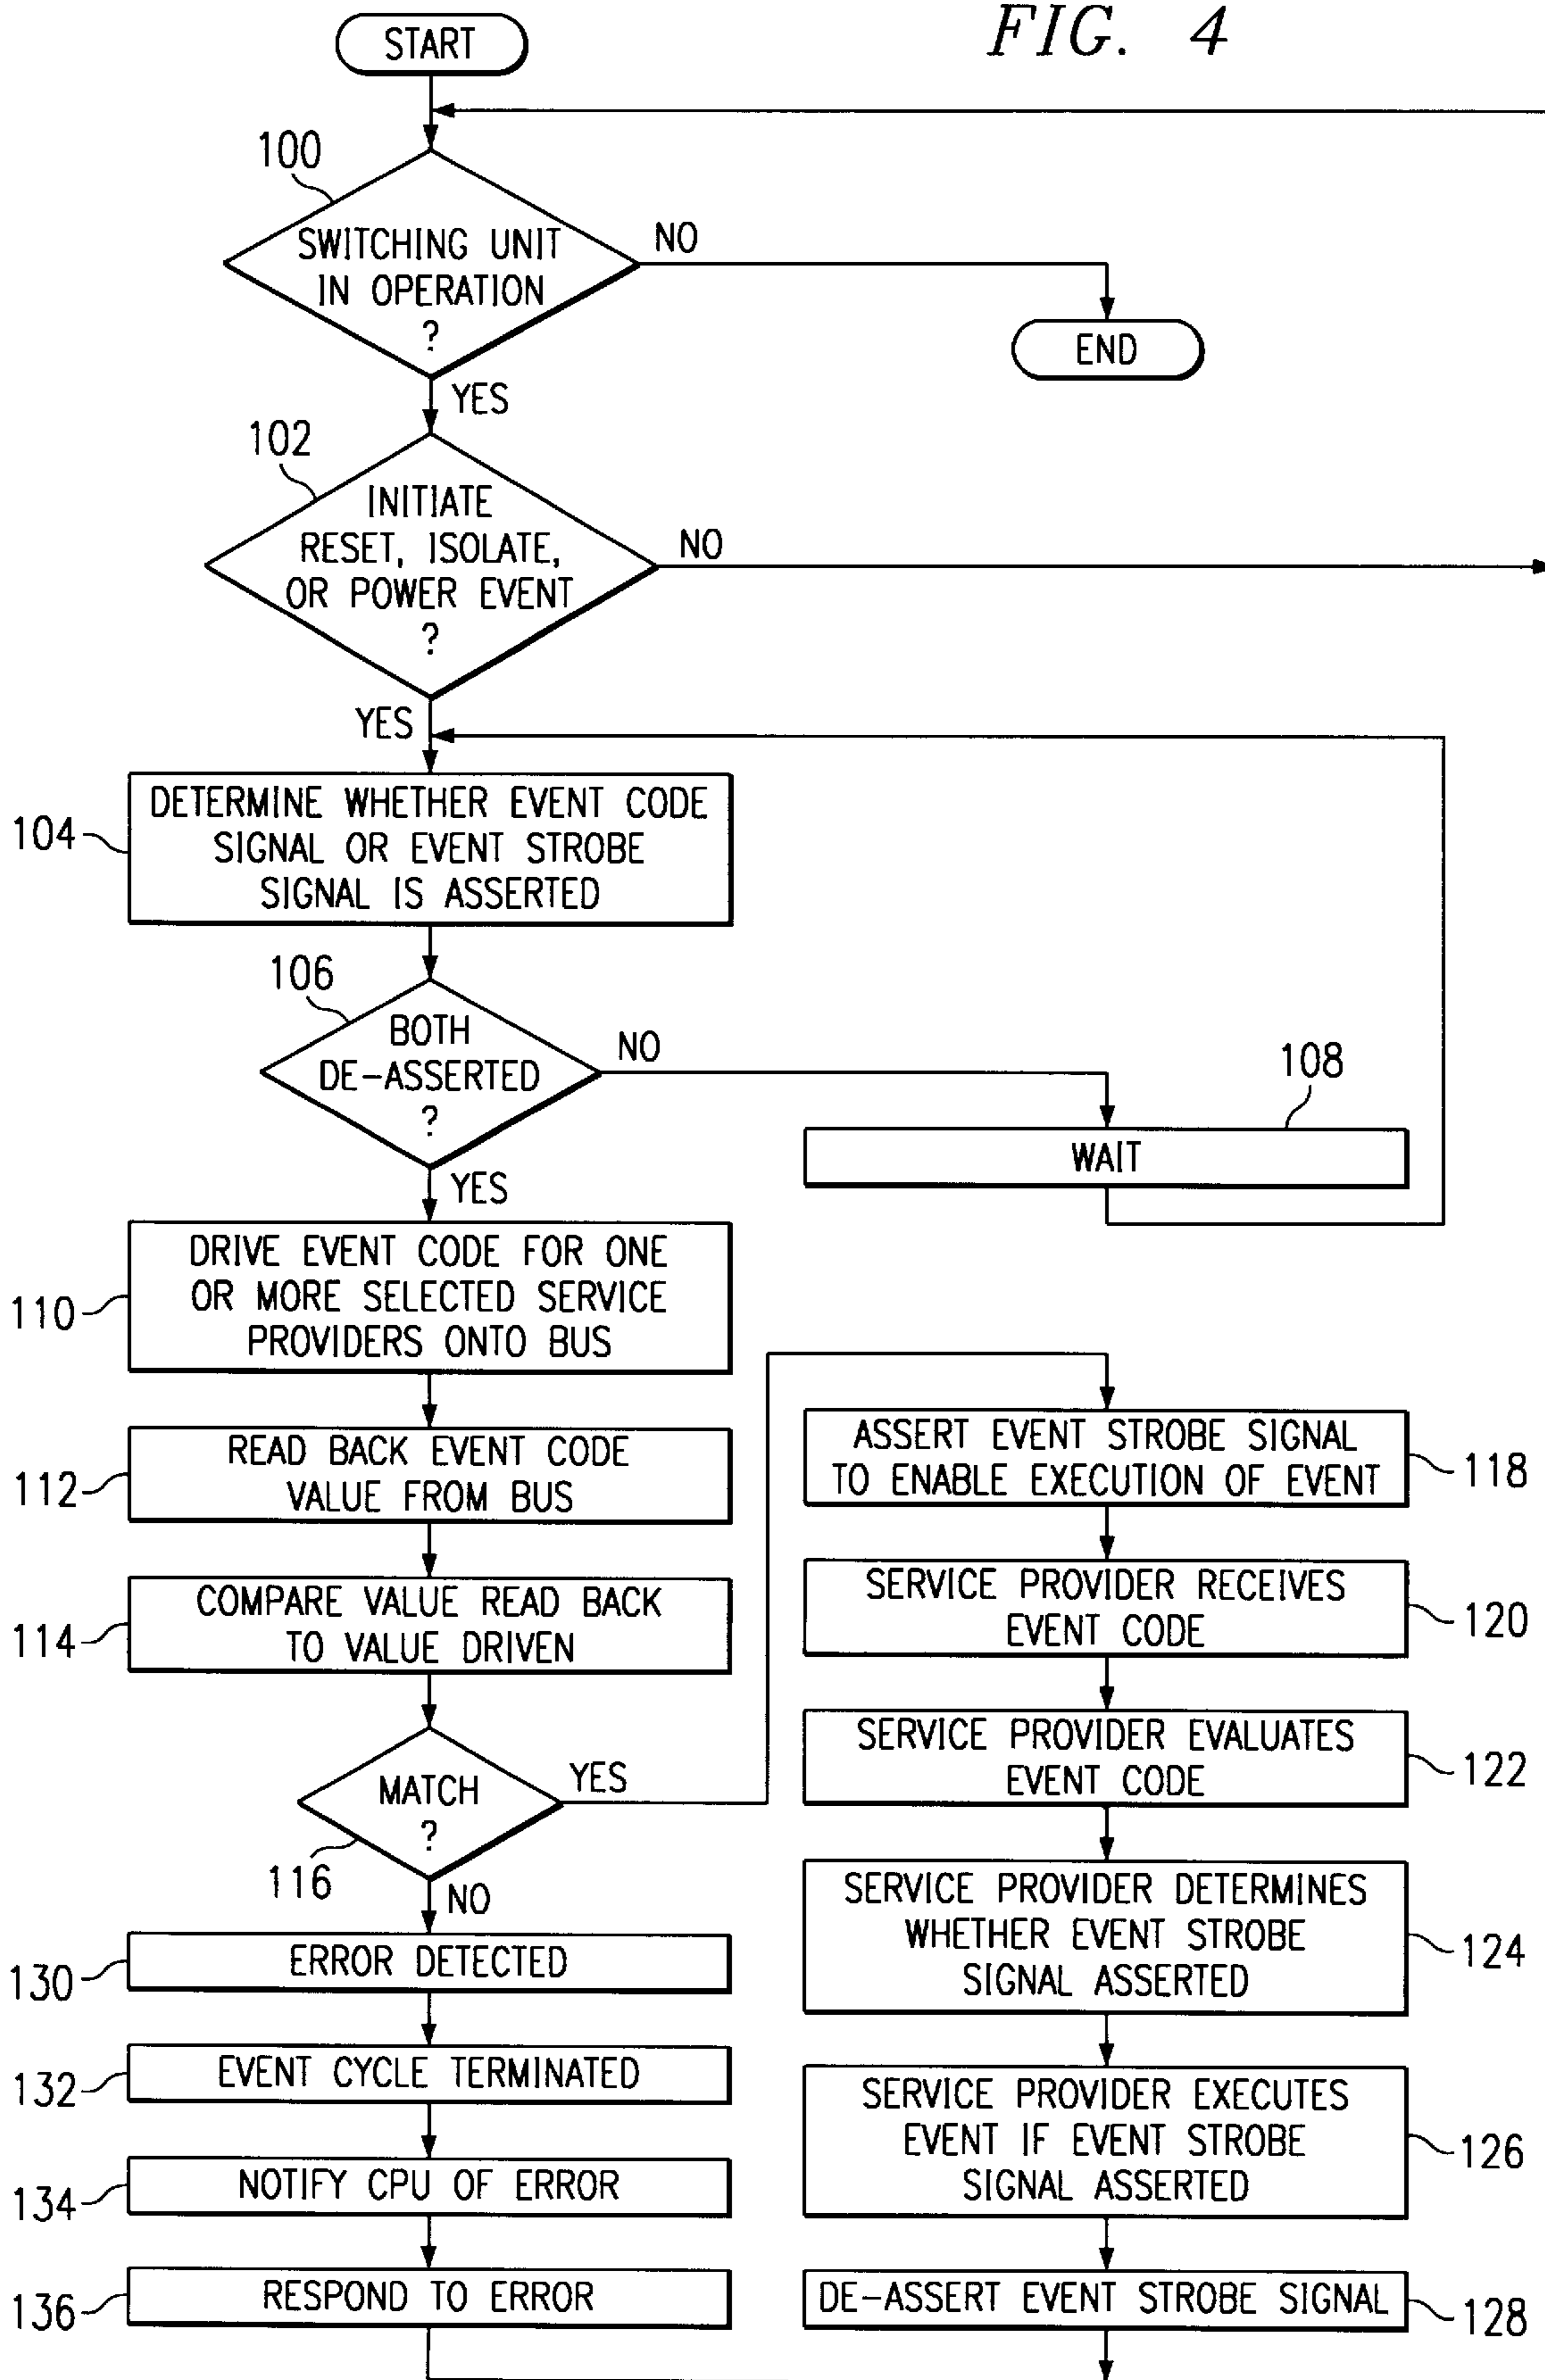 FIG. 4
START
100
SWITCHING UNIT
IN OPERATION
?
NO
END
YES
102
INITIATE
RESET, ISOLATE,
OR POWER EVENT
?
NO
YES
104
DETERMINE WHETHER EVENT CODE
SIGNAL OR EVENT STROBE
SIGNAL IS ASSERTED
106
BOTH
DE-ASSERTED
?
NO
108
WAIT
YES
110
DRIVE EVENT CODE FOR ONE
OR MORE SELECTED SERVICE
PROVIDERS ONTO BUS
112
READ BACK EVENT CODE
VALUE FROM BUS
114
COMPARE VALUE READ BACK
TO VALUE DRIVEN
MATCH
?
116
YES
NO
130
ERROR DETECTED
132
EVENT CYCLE TERMINATED
134
NOTIFY CPU OF ERROR
136
RESPOND TO ERROR
ASSERT EVENT STROBE SIGNAL
TO ENABLE EXECUTION OF EVENT
118
SERVICE PROVIDER RECEIVES
EVENT CODE
120
SERVICE PROVIDER EVALUATES
EVENT CODE
122
SERVICE PROVIDER DETERMINES
WHETHER EVENT STROBE
SIGNAL ASSERTED
124
SERVICE PROVIDER EXECUTES
EVENT IF EVENT STROBE
SIGNAL ASSERTED
126
DE-ASSERT EVENT STROBE SIGNAL
128